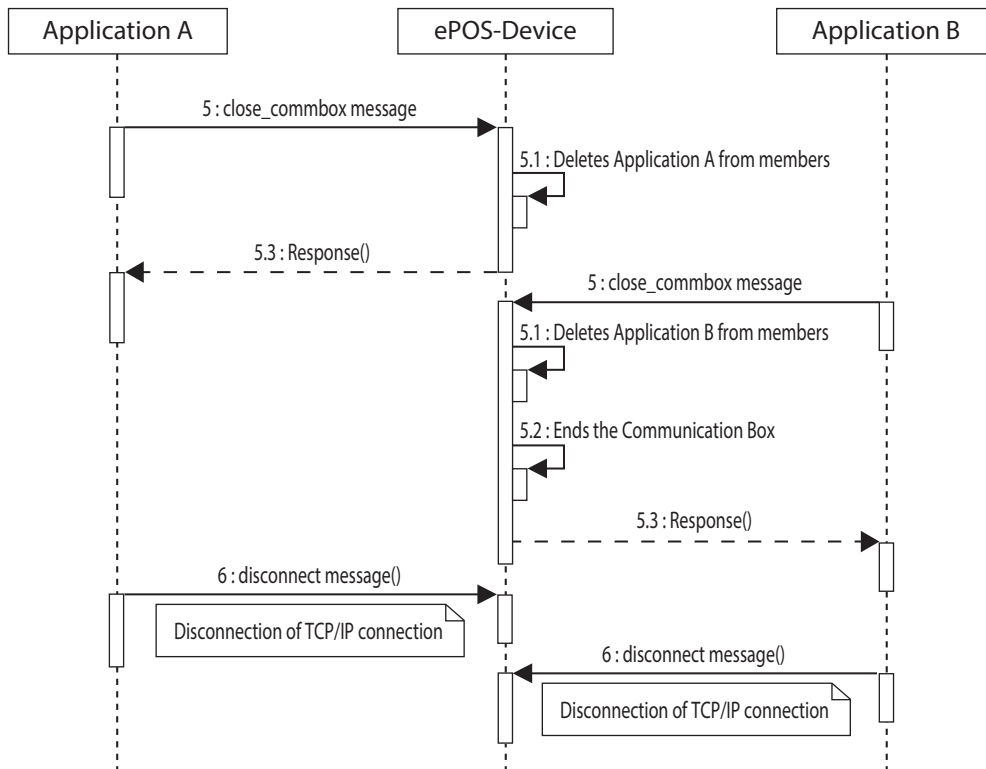 Application A
ePOS-Device
Application B
5 : close_commbox message
5.1 : Deletes Application A from members
5.3 : Response()
5 : close_commbox message
5.1 : Deletes Application B from members
5.2 : Ends the Communication Box
5.3 : Response()
6 : disconnect message()
Disconnection of TCP/IP connection
6 : disconnect message()
Disconnection of TCP/IP connection